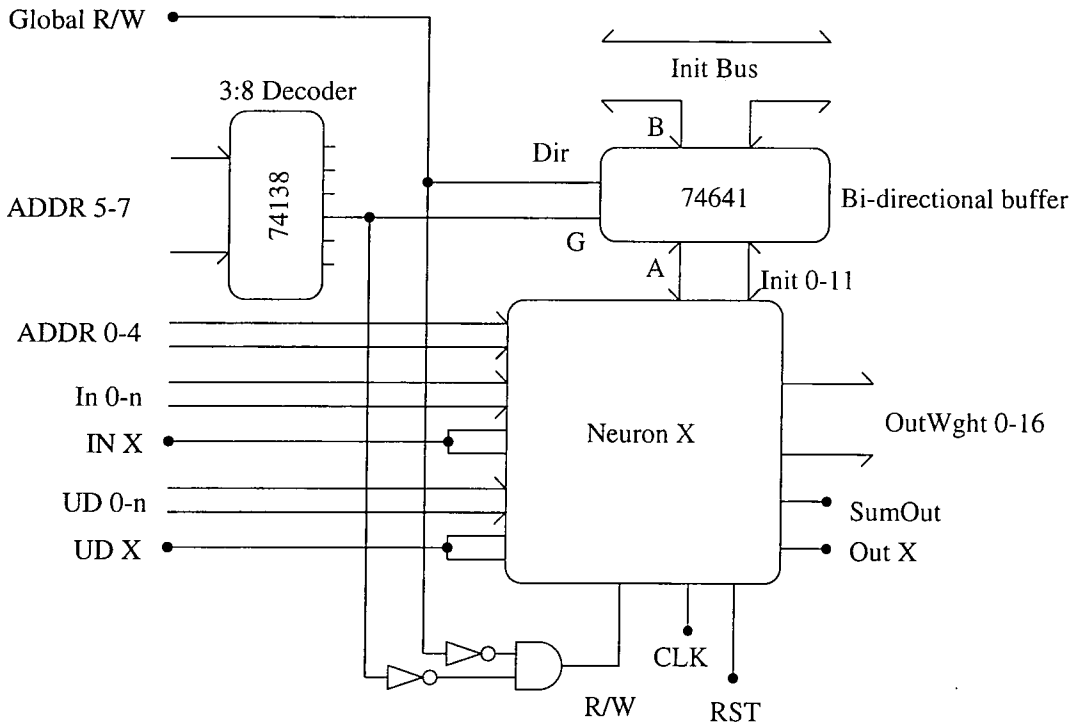 Global R/W
Init Bus
3:8 Decoder
B
Dir
74138
74641
Bi-directional buffer
ADDR 5-7
G
A
Init 0-11
ADDR 0-4
In 0-n
Neuron X
OutWght 0-16
IN X
UD 0-n
SumOut
UD X
Out X
CLK
R/W
RST